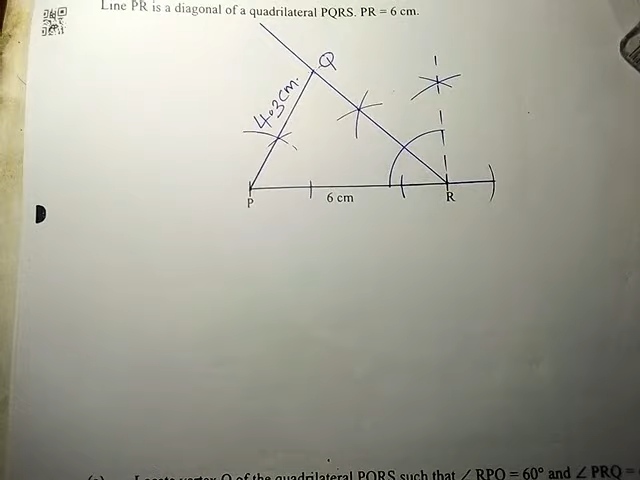 Line PR is a diagonal of a quadrilateral PQRS. PR = 6 cm.
Q
4.3cm.
P
6 cm
R
(a) Locate vertex Q of the quadrilateral PQRS such that ∠RPQ = 60° and ∠PRQ =